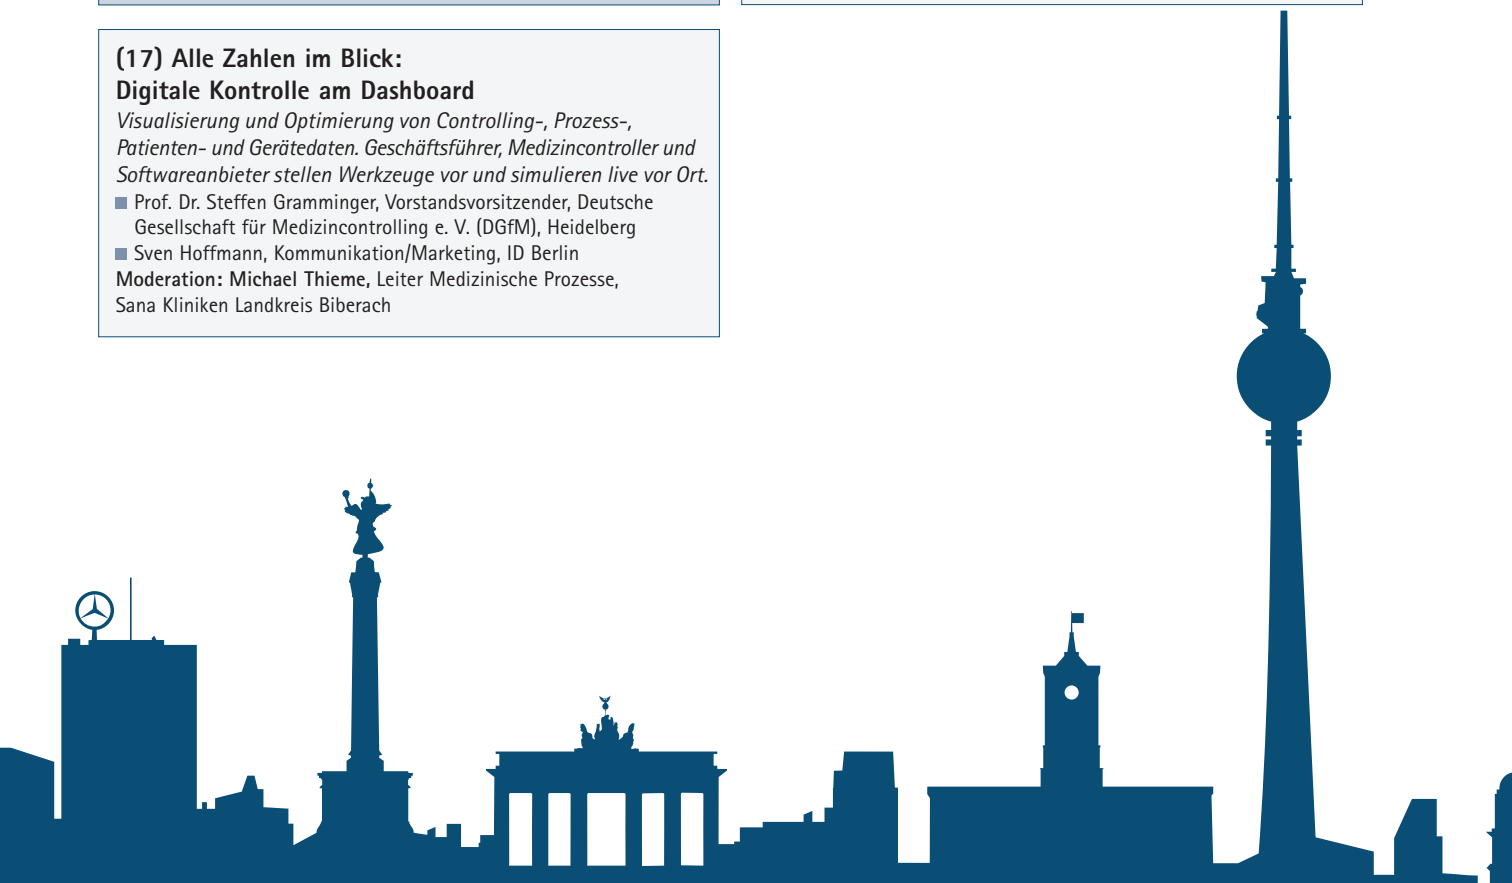 (17) Alle Zahlen im Blick:
Digitale Kontrolle am Dashboard
Visualisierung und Optimierung von Controlling-, Prozess-,
Patienten- und Gerätedaten. Geschäftsführer, Medizincontroller und
Softwareanbieter stellen Werkzeuge vor und simulieren live vor Ort.
Prof. Dr. Steffen Gramminger, Vorstandsvorsitzender, Deutsche
Gesellschaft für Medizincontrolling e. V. (DGfM), Heidelberg
Sven Hoffmann, Kommunikation/Marketing, ID Berlin
Moderation: Michael Thieme, Leiter Medizinische Prozesse,
Sana Kliniken Landkreis Biberach